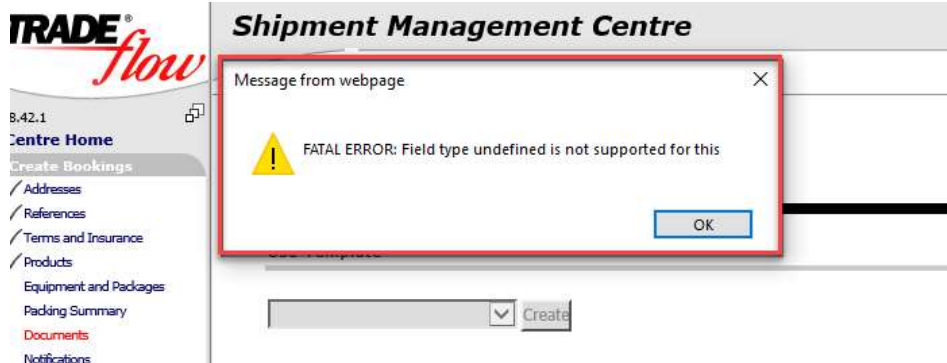 TRADE®
flow
Shipment Management Centre
Message from webpage
FATAL ERROR: Field type undefined is not supported for this
OK
8.42.1
Centre Home
Create Bookings
Addresses
References
Terms and Insurance
Products
Equipment and Packages
Packing Summary
Documents
Notifications
Use Template
Create